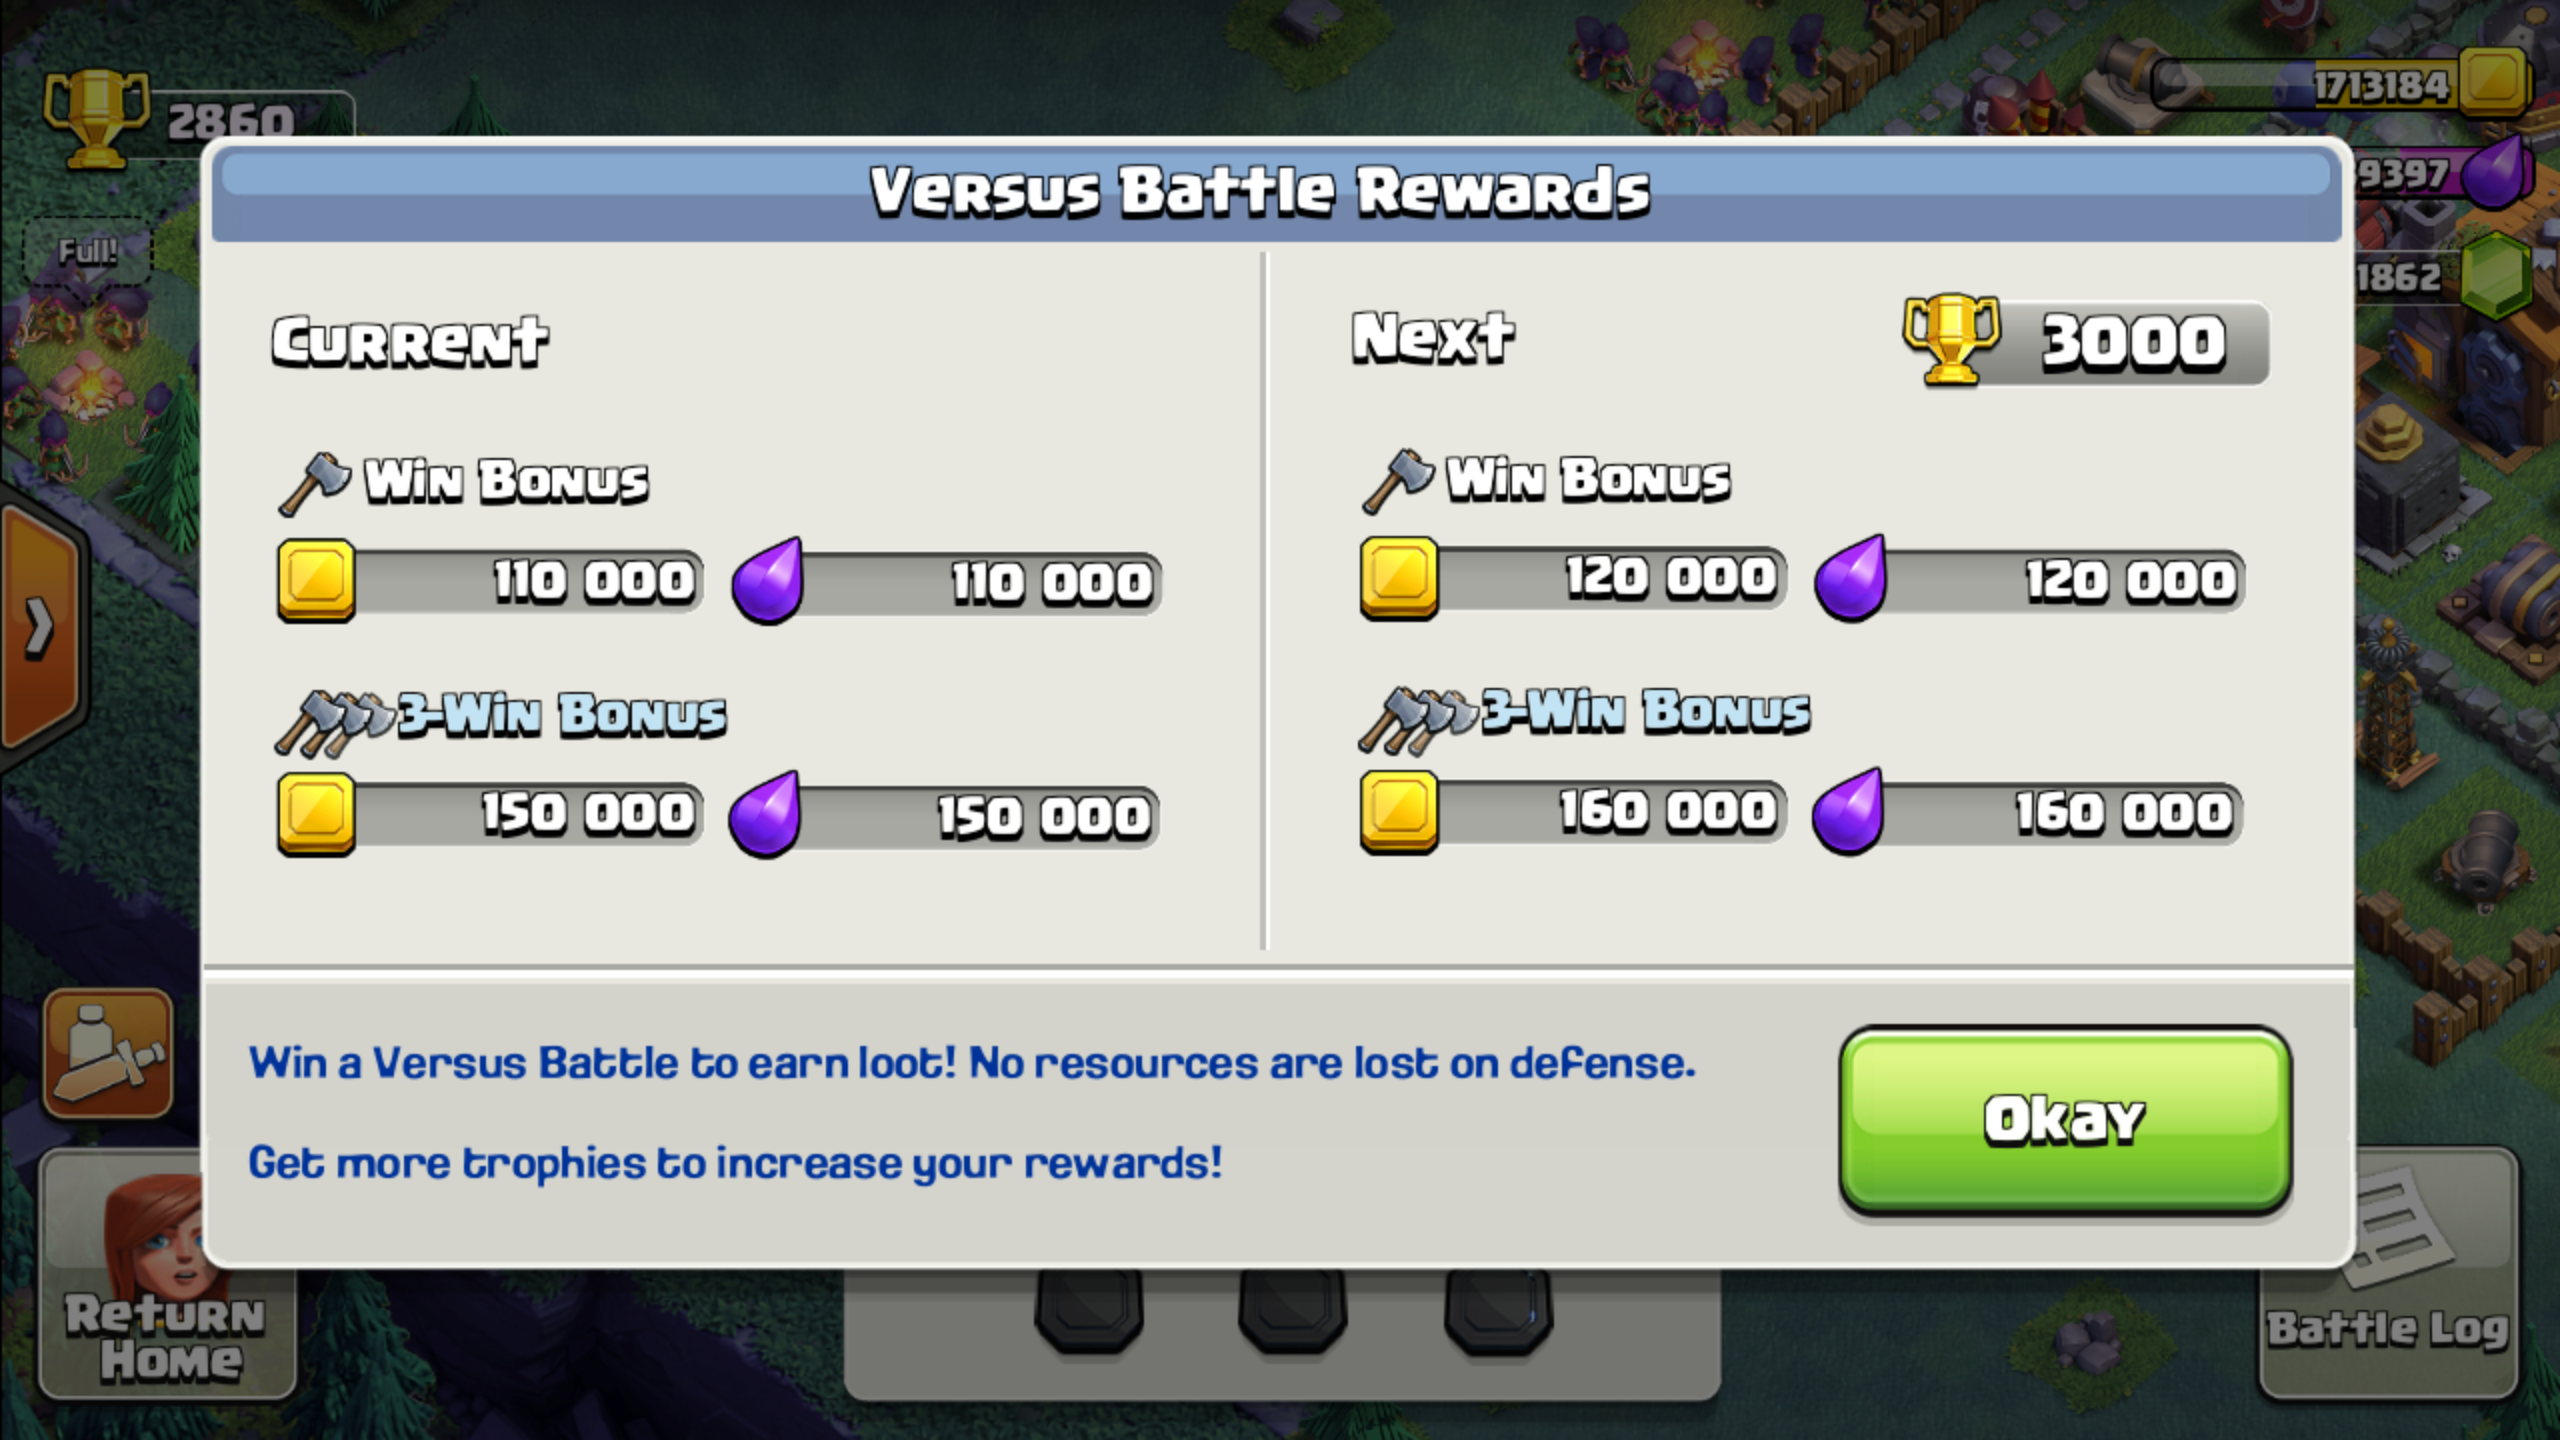 2860
1713184
Versus Battle Rewards
9397
Full!
1862
Current
Next
3000
Win Bonus
Win Bonus
110 000
110 000
120 000
120 000
3-Win Bonus
3-Win Bonus
150 000
150 000
160 000
160 000
Win a Versus Battle to earn loot! No resources are lost on defense.
Get more trophies to increase your rewards!
Okay
Return
Home
Battle Log